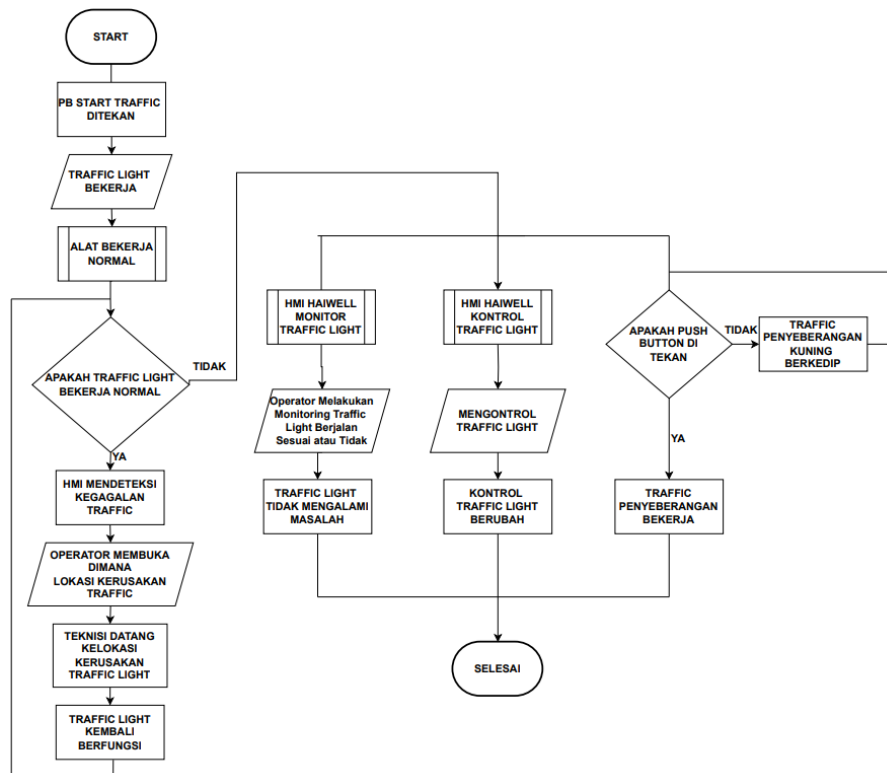 START
PB START TRAFFIC
DITEKAN
TRAFFIC LIGHT
BEKERJA
ALAT BEKERJA
NORMAL
APAKAH TRAFFIC LIGHT
BEKERJA NORMAL
TIDAK
YA
HMI MENDETEKSI
KEGAGALAN
TRAFFIC
OPERATOR MEMBUKA
DIMANA
LOKASI KERUSAKAN
TRAFFIC
TEKNISI DATANG
KELOKASI
KERUSAKAN
TRAFFIC LIGHT
TRAFFIC LIGHT
KEMBALI
BERFUNGSI
HMI HAIWELL
MONITOR
TRAFFIC LIGHT
Operator Melakukan
Monitoring Traffic
Light Berjalan
Sesuai atau Tidak
TRAFFIC LIGHT
TIDAK MENGALAMI
MASALAH
HMI HAIWELL
KONTROL
TRAFFIC LIGHT
MENGONTROL
TRAFFIC LIGHT
KONTROL
TRAFFIC LIGHT
BERUBAH
APAKAH PUSH
BUTTON DI
TEKAN
TIDAK
TRAFFIC
PENYEBERANGAN
KUNING
BERKEDIP
YA
TRAFFIC
PENYEBERANGAN
BEKERJA
SELESAI